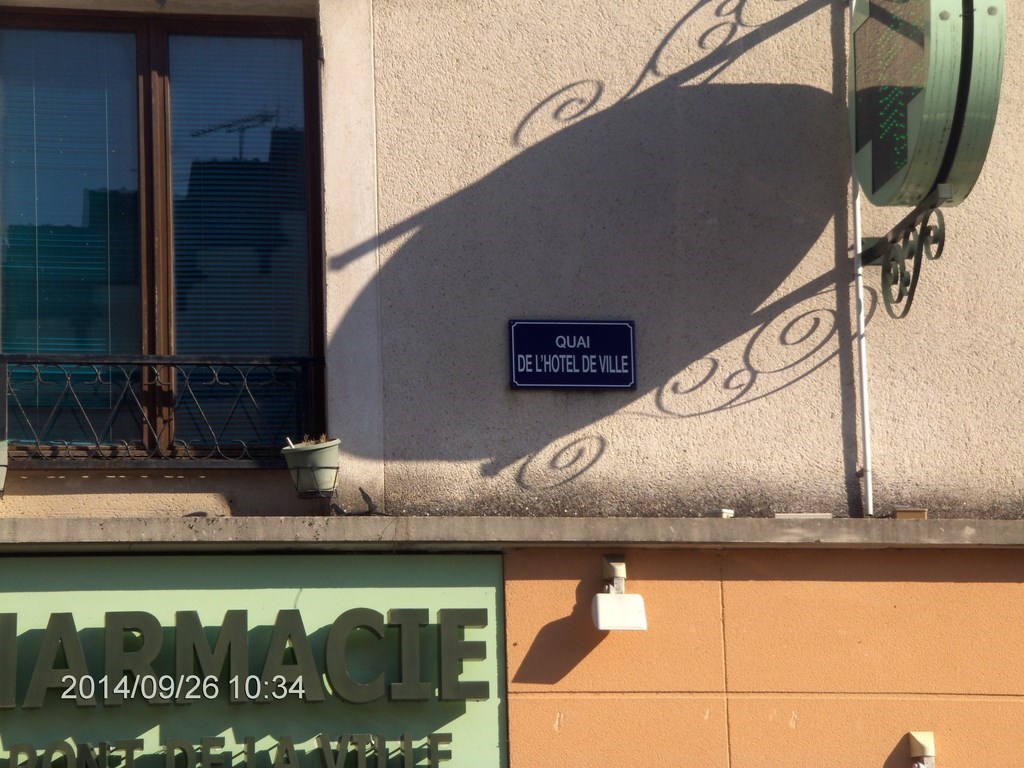 QUAI
DE L'HOTEL DE VILLE
HARMACIE
2014/09/26 10:34
PONT DE LA VILLE